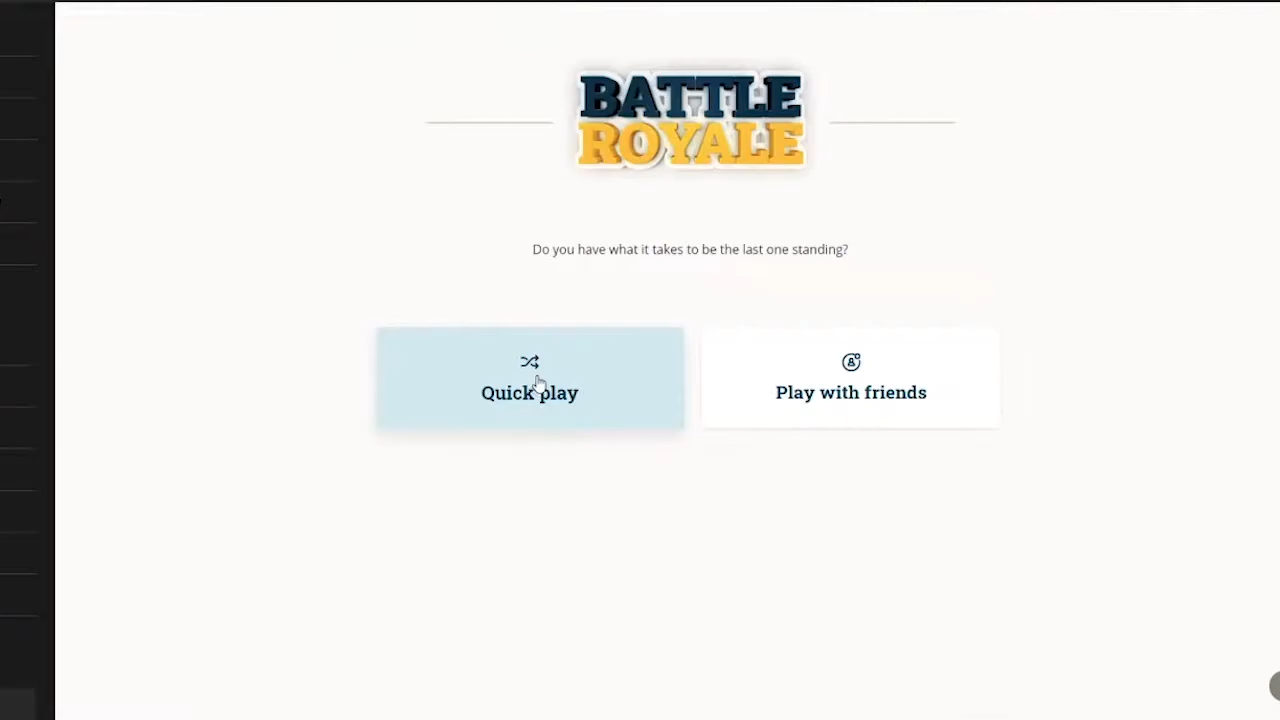 BATTLE
ROYALE
Do you have what it takes to be the last one standing?
Quick play
Play with friends